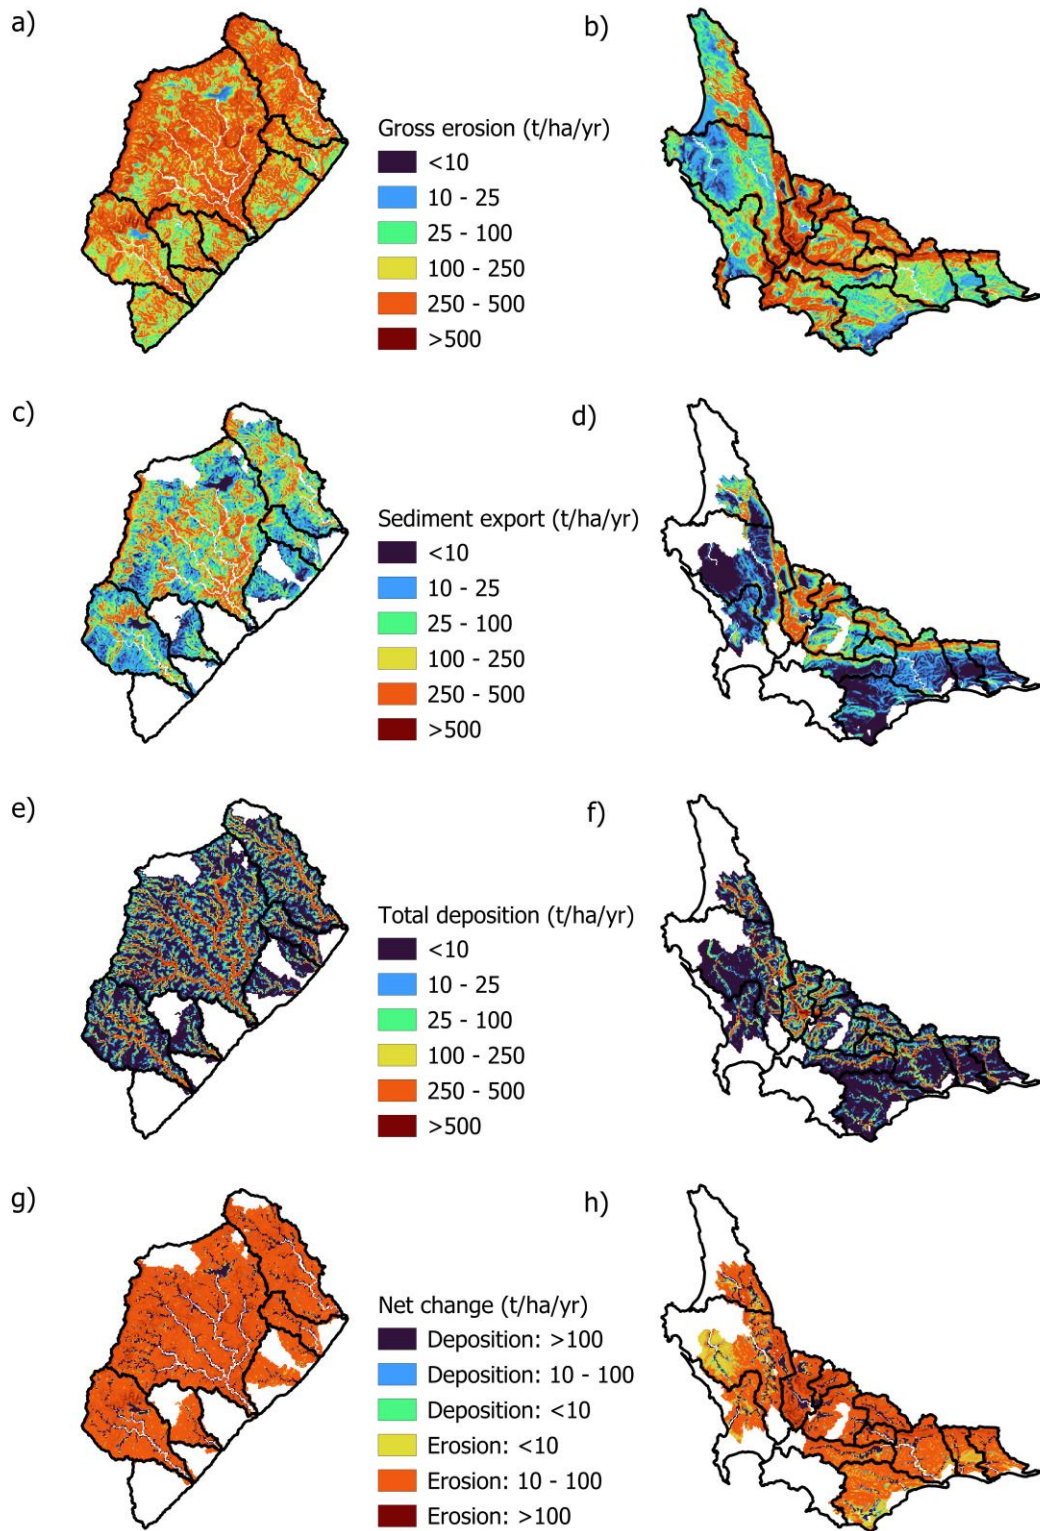 a)
b)
Gross erosion (t/ha/yr)
<10
10 - 25
25 - 100
100 - 250
250 - 500
>500
c)
d)
Sediment export (t/ha/yr)
<10
10 - 25
25 - 100
100 - 250
250 - 500
>500
e)
f)
Total deposition (t/ha/yr)
<10
10 - 25
25 - 100
100 - 250
250 - 500
>500
g)
h)
Net change (t/ha/yr)
Deposition: >100
Deposition: 10 - 100
Deposition: <10
Erosion: <10
Erosion: 10 - 100
Erosion: >100